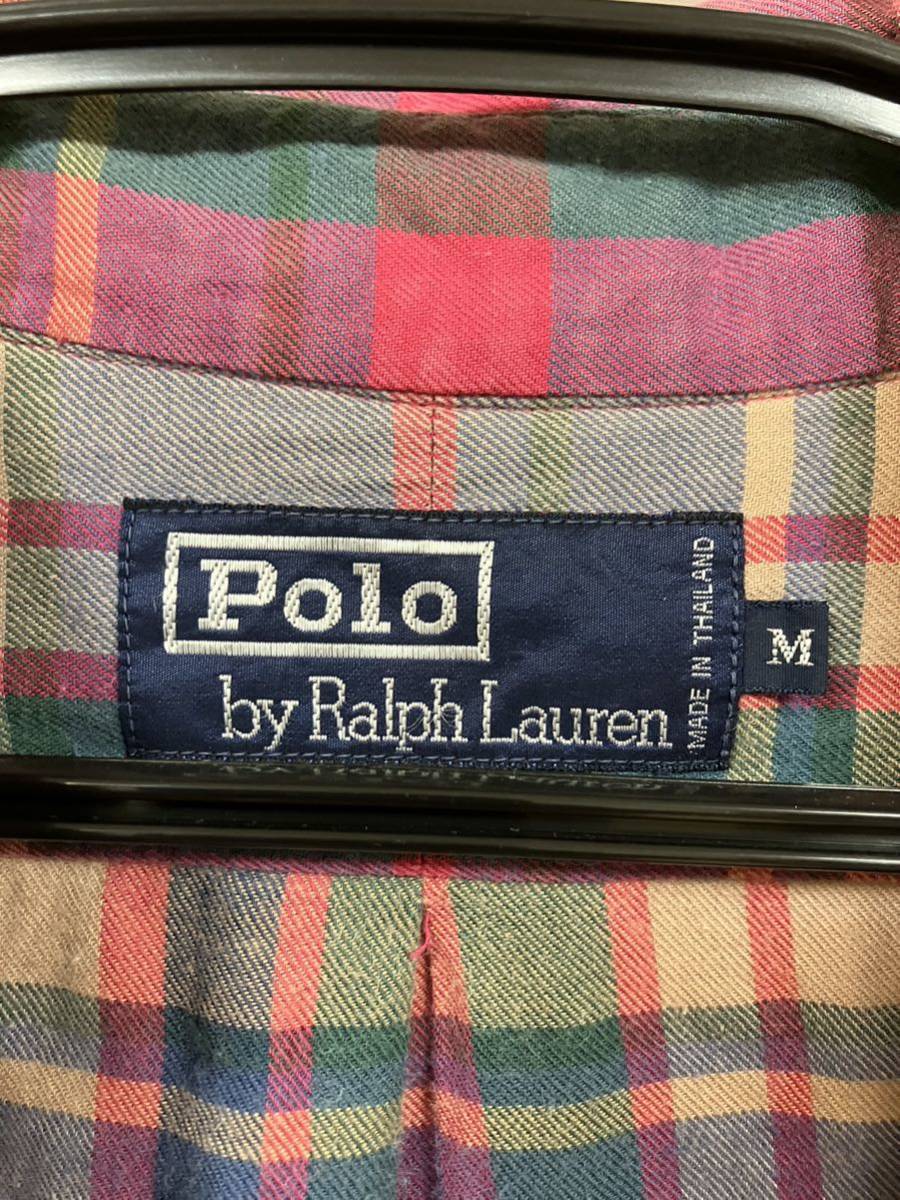 Polo
by Ralph Lauren
MADE IN THAILAND
M